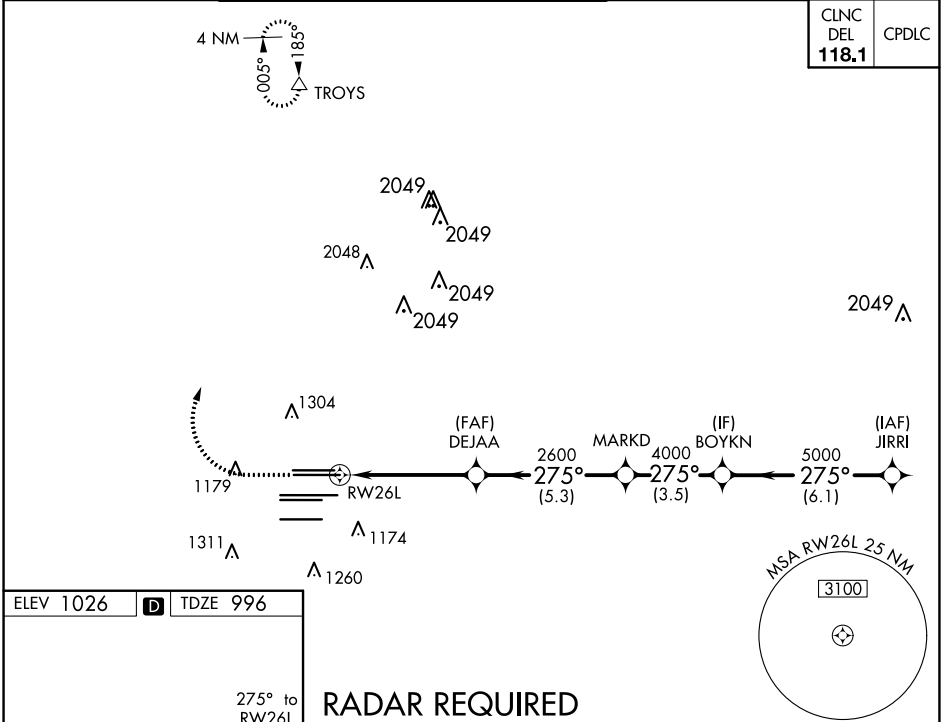 CLNC
DEL
118.1
CPDLC
4 NM
005°
185°
TROYS
2049
2049
2048
2049
2049
2049
1304
(FAF)
DEJAA
MARKD
(IF)
BOYKN
(IAF)
JIRRI
2600
275°
(5.3)
4000
275°
(3.5)
5000
275°
(6.1)
1179
RW26L
1174
1311
1260
MSA RW26L 25 NM
3100
ELEV 1026
D
TDZE 996
275° to
RW26L
RADAR REQUIRED